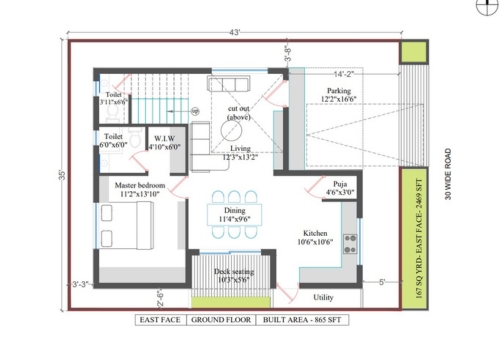 43'
3'-8"
14'-2"
Toilet
3'11"x6'6"
cut out
(above)
Parking
12'2"x16'6"
Toilet
6'0"x6'0"
W.I.W
4'10"x6'0"
Living
12'3"x13'2"
35'
30 WIDE ROAD
Master bedroom
11'2"x13'10"
Puja
4'6"x3'0"
Dining
11'4"x9'6"
Kitchen
10'6"x10'6"
167 SQ YRD- EAST FACE- 2469 SFT
Deck seating
10'3"x5'6"
3'-3"
2'-6"
5'
Utility
EAST FACE GROUND FLOOR BUILT AREA - 865 SFT